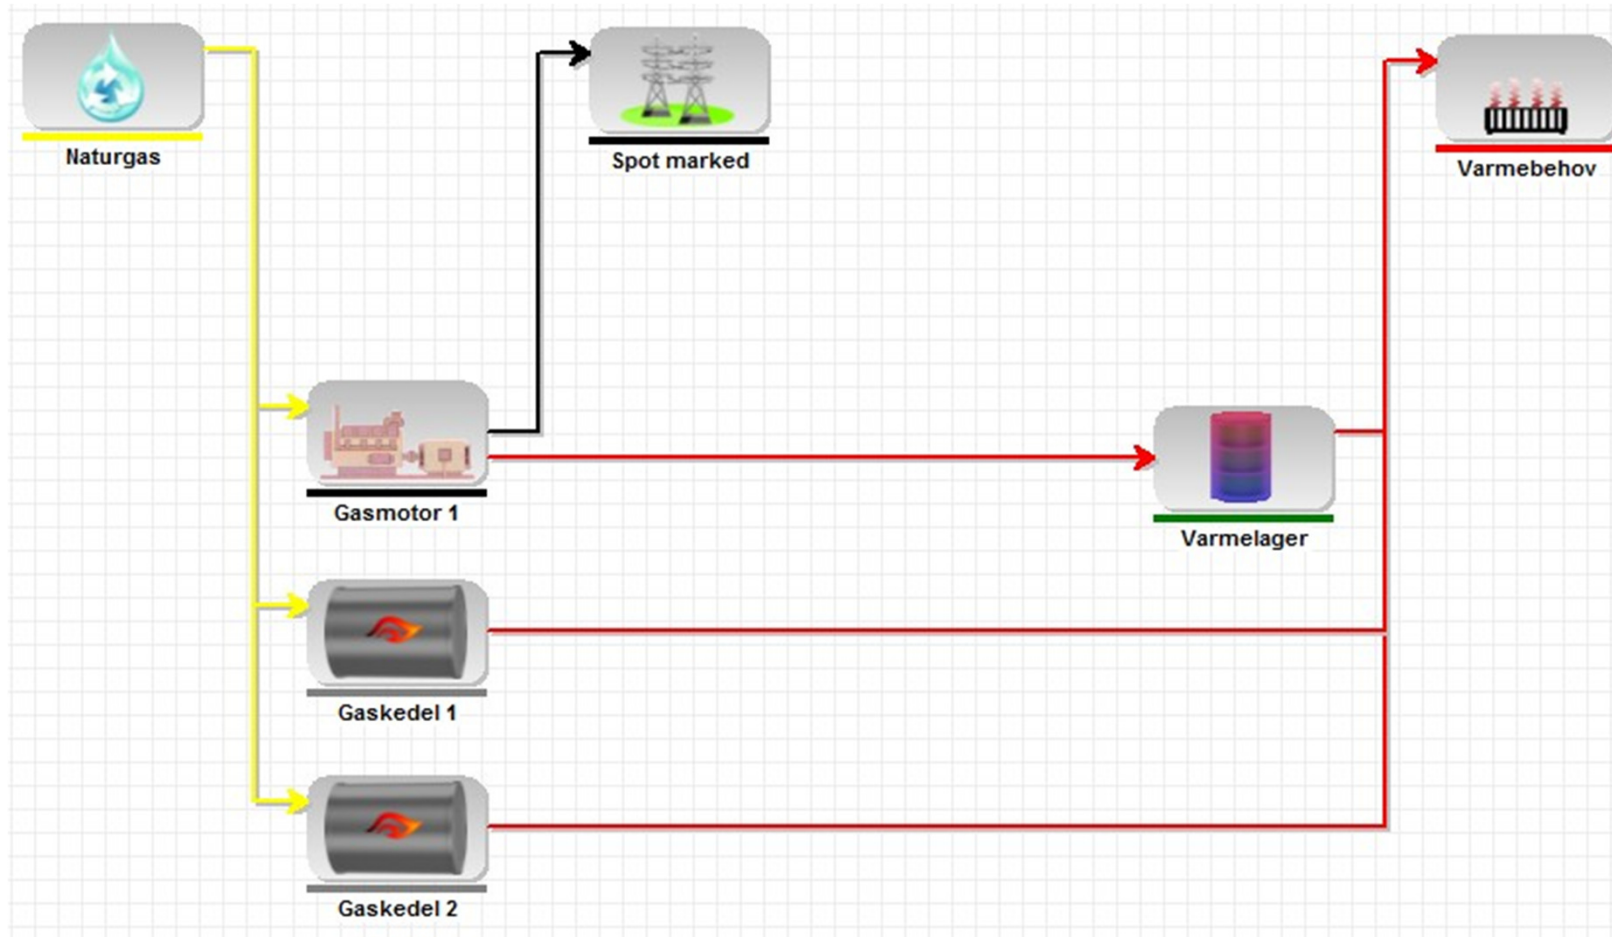 Naturgas
Spot marked
Varmebehov
Gasmotor 1
Varmelager
Gaskedel 1
Gaskedel 2